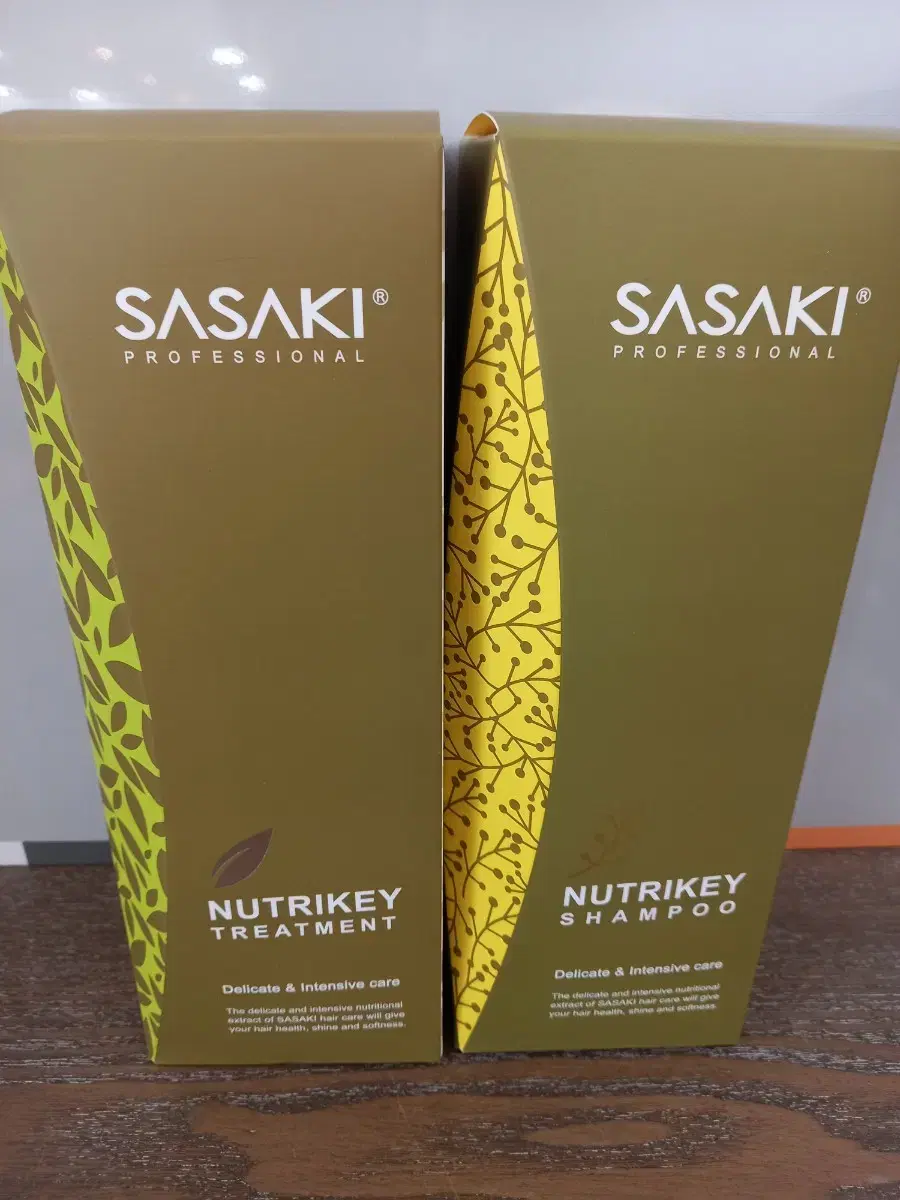 SASAKI®
PROFESSIONAL
NUTRIKEY
TREATMENT
Delicate & Intensive care
The delicate and intensive nutritional
extract of SASAKI hair care will give
your hair health, shine and softness.
SASAKI®
PROFESSIONAL
NUTRIKEY
SHAMPOO
Delicate & Intensive care
The delicate and intensive nutritional
extract of SASAKI hair care will give
your hair health, shine and softness.